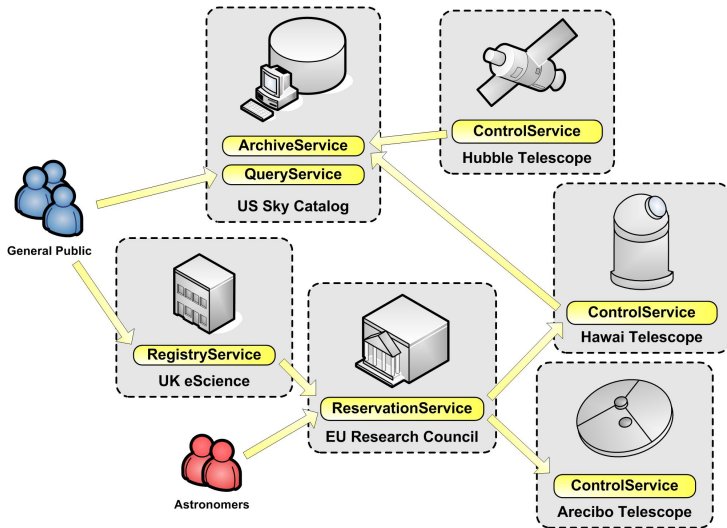 ArchiveService
QueryService
US Sky Catalog
ControlService
Hubble Telescope
General Public
RegistryService
UK eScience
ReservationService
EU Research Council
ControlService
Hawai Telescope
Astronomers
ControlService
Arecibo Telescope